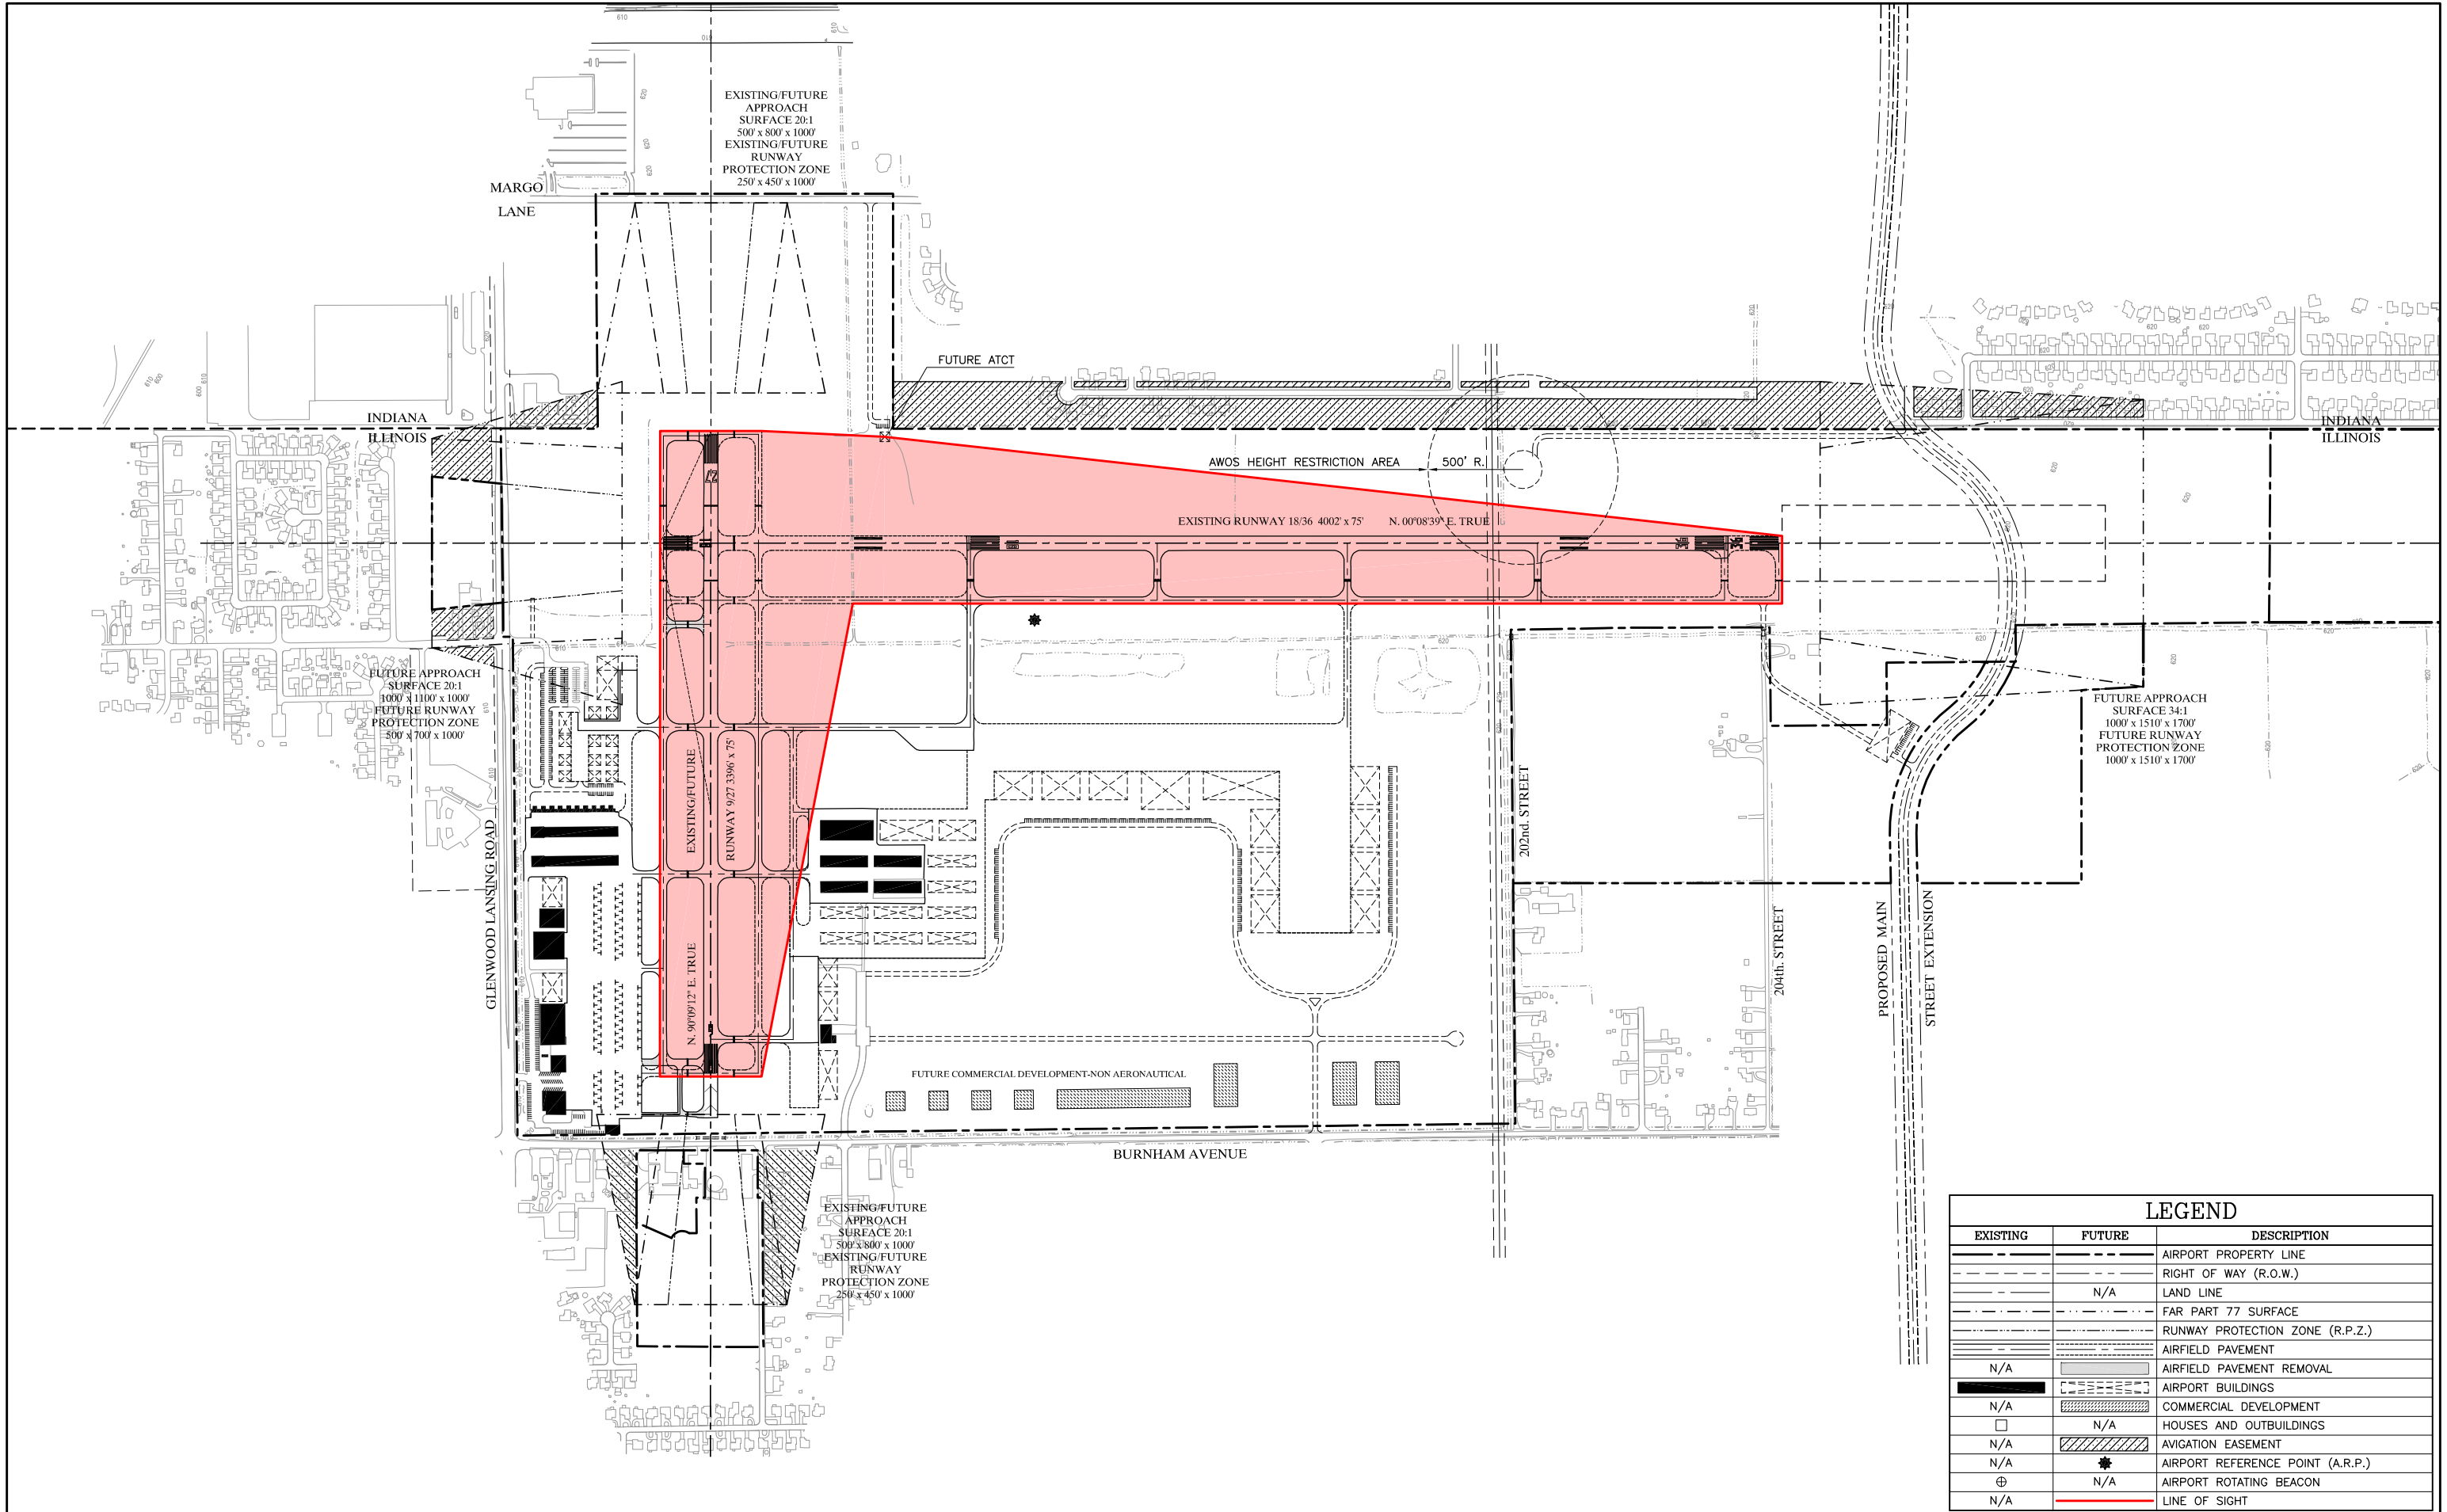 EXISTING/FUTURE
APPROACH
SURFACE 20:1
500' x 800' x 1000'
EXISTING/FUTURE
RUNWAY
PROTECTION ZONE
250' x 450' x 1000'
MARGO
LANE
FUTURE ATCT
INDIANA
ILLINOIS
INDIANA
ILLINOIS
AWOS HEIGHT RESTRICTION AREA
500' R.
EXISTING RUNWAY 18/36 4002' x 75' N. 00°08'39" E. TRUE
27
FUTURE APPROACH
SURFACE 20:1
1000' x 1100' x 1000'
FUTURE RUNWAY
PROTECTION ZONE
500' x 700' x 1000'
FUTURE APPROACH
SURFACE 34:1
1000' x 1510' x 1700'
FUTURE RUNWAY
PROTECTION ZONE
1000' x 1510' x 1700'
EXISTING/FUTURE
RUNWAY 9/27 3396' x 75'
N. 90°09'12" E. TRUE
GLENWOOD LANSING ROAD
202nd. STREET
204th. STREET
PROPOSED MAIN
STREET EXTENSION
FUTURE COMMERCIAL DEVELOPMENT-NON AERONAUTICAL
BURNHAM AVENUE
EXISTING/FUTURE
APPROACH
SURFACE 20:1
500' x 800' x 1000'
EXISTING/FUTURE
RUNWAY
PROTECTION ZONE
250' x 450' x 1000'
LEGEND
EXISTING FUTURE DESCRIPTION
AIRPORT PROPERTY LINE
RIGHT OF WAY (R.O.W.)
N/A LAND LINE
FAR PART 77 SURFACE
RUNWAY PROTECTION ZONE (R.P.Z.)
AIRFIELD PAVEMENT
N/A AIRFIELD PAVEMENT REMOVAL
AIRPORT BUILDINGS
N/A COMMERCIAL DEVELOPMENT
N/A HOUSES AND OUTBUILDINGS
N/A AVIGATION EASEMENT
N/A AIRPORT REFERENCE POINT (A.R.P.)
N/A AIRPORT ROTATING BEACON
N/A LINE OF SIGHT